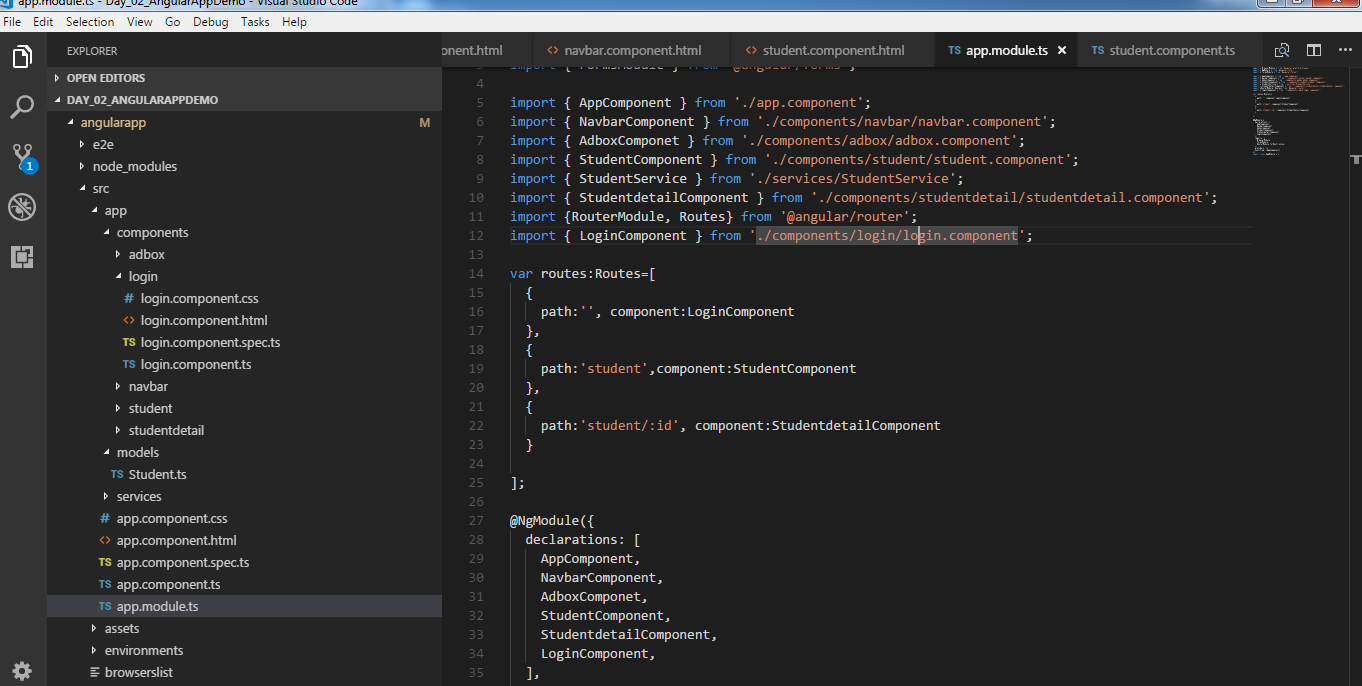 app.module.ts - Day_02_AngularAppDemo - Visual Studio Code
File Edit Selection View Go Debug Tasks Help
EXPLORER
OPEN EDITORS
DAY_02_ANGULARAPPDEMO
angularapp M
e2e
node_modules
src
app
components
adbox
login
# login.component.css
<> login.component.html
TS login.component.spec.ts
TS login.component.ts
navbar
student
studentdetail
models
TS Student.ts
services
# app.component.css
<> app.component.html
TS app.component.spec.ts
TS app.component.ts
TS app.module.ts
assets
environments
browserslist
1
onent.html <> navbar.component.html <> student.component.html TS app.module.ts × TS student.component.ts ···
3 import { FormsModule } from '@angular/forms';
4
5 import { AppComponent } from './app.component';
6 import { NavbarComponent } from './components/navbar/navbar.component';
7 import { AdboxComponet } from './components/adbox/adbox.component';
8 import { StudentComponent } from './components/student/student.component';
9 import { StudentService } from './services/StudentService';
10 import { StudentdetailComponent } from './components/studentdetail/studentdetail.component';
11 import {RouterModule, Routes} from '@angular/router';
12 import { LoginComponent } from './components/login/login.component';
13
14 var routes:Routes=[
15 {
16 path:'', component:LoginComponent
17 },
18 {
19 path:'student',component:StudentComponent
20 },
21 {
22 path:'student/:id', component:StudentdetailComponent
23 }
24
25 ];
26
27 @NgModule({
28 declarations: [
29 AppComponent,
30 NavbarComponent,
31 AdboxComponet,
32 StudentComponent,
33 StudentdetailComponent,
34 LoginComponent,
35 ],